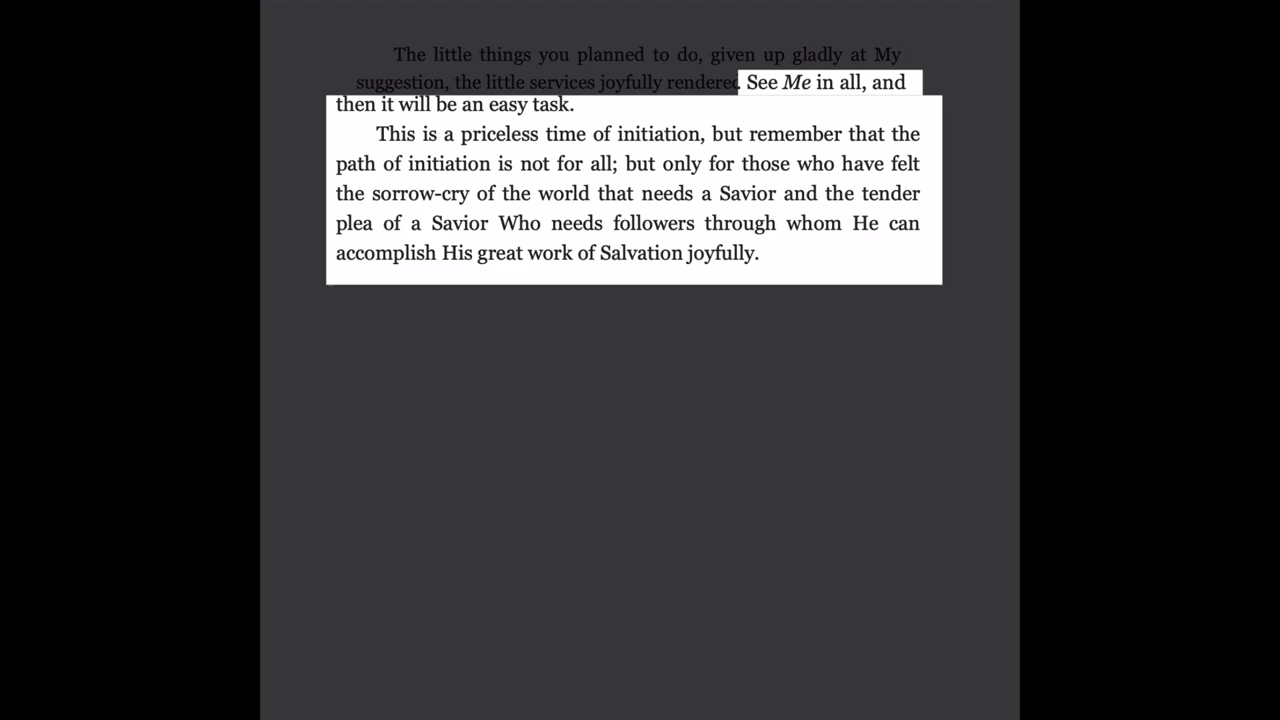 The little things you planned to do, given up gladly at My
suggestion, the little services joyfully rendered. See Me in all, and
then it will be an easy task.
This is a priceless time of initiation, but remember that the
path of initiation is not for all; but only for those who have felt
the sorrow-cry of the world that needs a Savior and the tender
plea of a Savior Who needs followers through whom He can
accomplish His great work of Salvation joyfully.